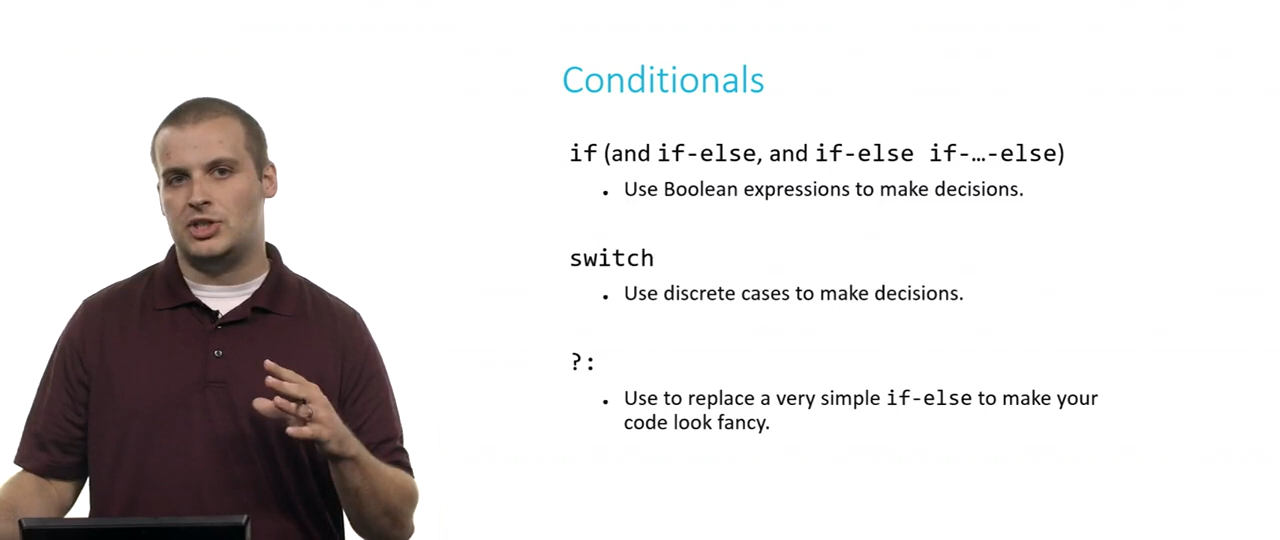 Conditionals
if (and if-else, and if-else if-…-else)
• Use Boolean expressions to make decisions.
switch
• Use discrete cases to make decisions.
?:
• Use to replace a very simple if-else to make your
code look fancy.